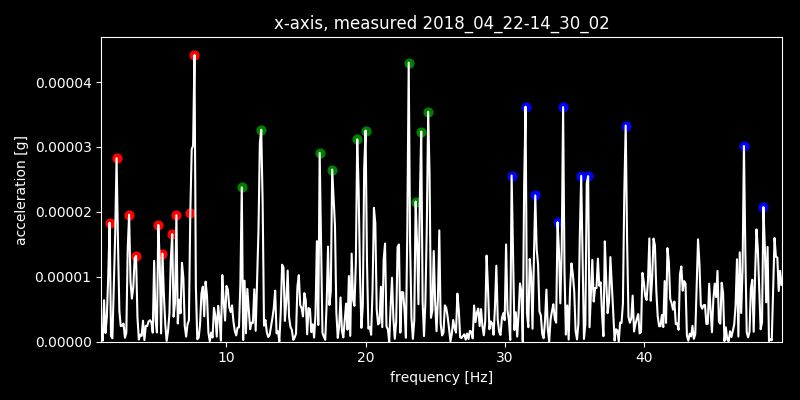 x-axis, measured 2018_04_22-14_30_02
acceleration [g]
0.00004
0.00003
0.00002
0.00001
0.00000
10 20 30 40
frequency [Hz]